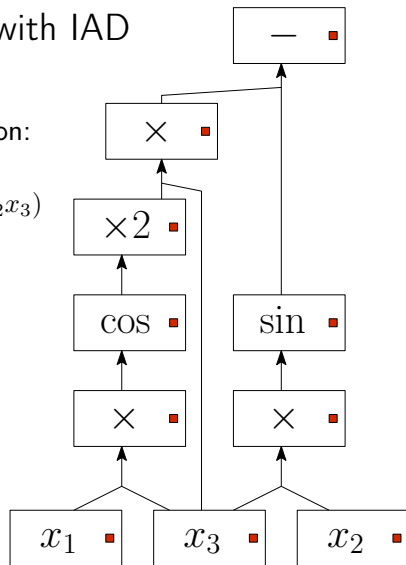 with IAD
−
on:
×
₂x₃)
×2
cos sin
× ×
x₁ x₃ x₂